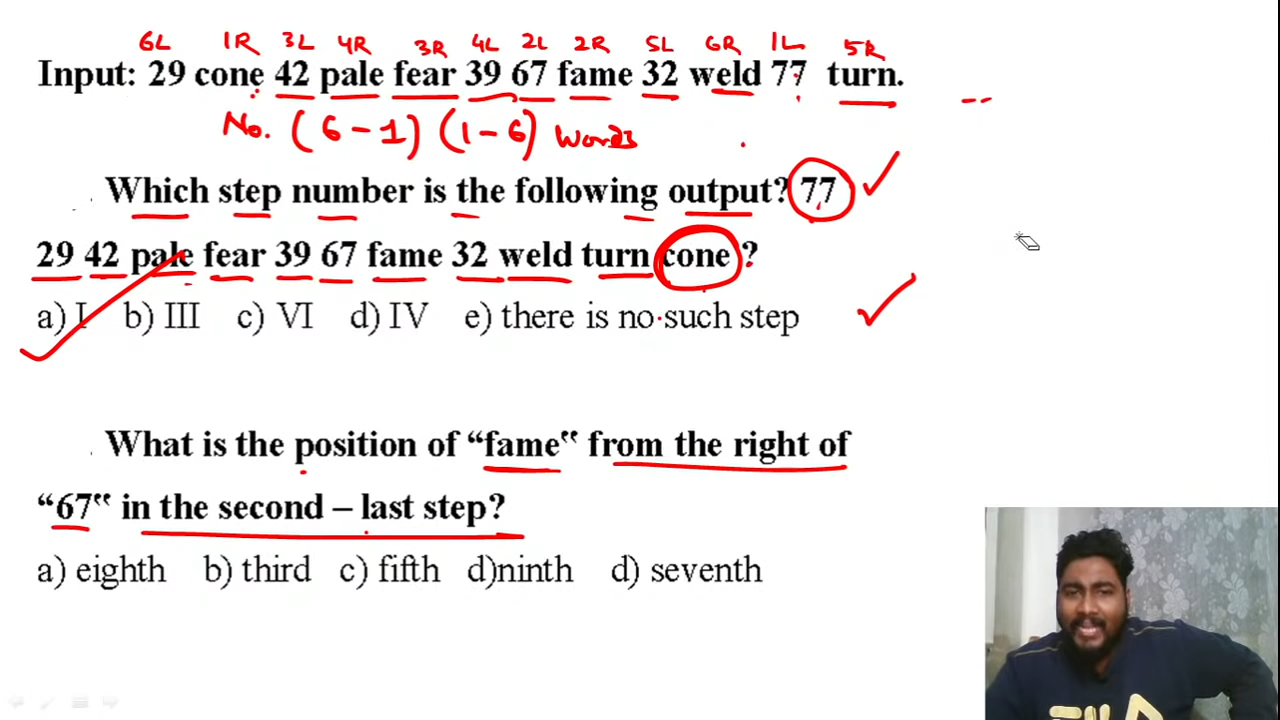 6L 1R 3L 4R 3R 4L 2L 2R 5L 6R 1L 5R
Input: 29 cone 42 pale fear 39 67 fame 32 weld 77 turn.
No. (6-1) (1-6) words
Which step number is the following output? 77
29 42 pale fear 39 67 fame 32 weld turn cone ?
a) I b) III c) VI d) IV e) there is no such step
What is the position of “fame‟ from the right of
“67‟ in the second – last step?
a) eighth b) third c) fifth d)ninth d) seventh